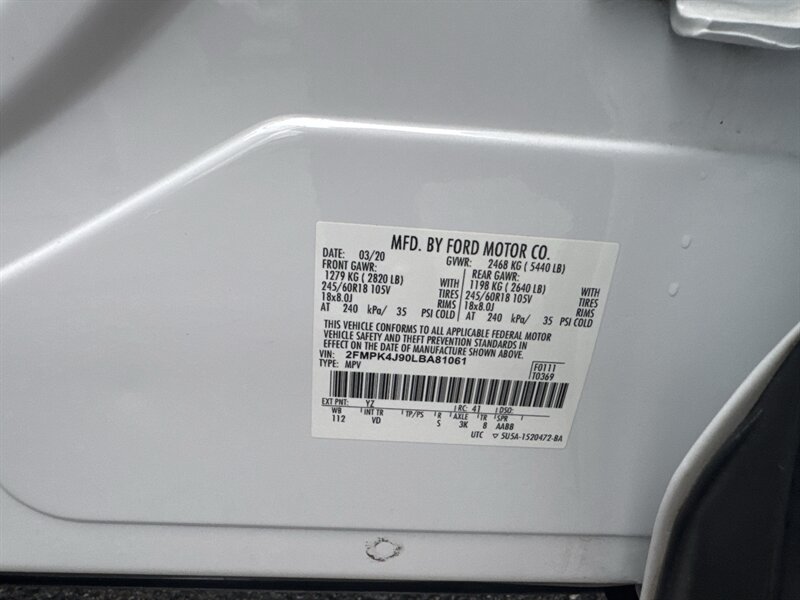 MFD. BY FORD MOTOR CO.
DATE: 03/20 GVWR: 2468 KG ( 5440 LB)
FRONT GAWR: REAR GAWR:
1279 KG ( 2820 LB) WITH 1198 KG ( 2640 LB) WITH
245/60R18 105V TIRES 245/60R18 105V TIRES
18x8.0J RIMS 18x8.0J RIMS
AT 240 kPa/ 35 PSI COLD AT 240 kPa/ 35 PSI COLD
THIS VEHICLE CONFORMS TO ALL APPLICABLE FEDERAL MOTOR
VEHICLE SAFETY AND THEFT PREVENTION STANDARDS IN
EFFECT ON THE DATE OF MANUFACTURE SHOWN ABOVE.
VIN: 2FMPK4J90LBA81061 F0111
TYPE: MPV T0369
EXT PNT: YZ RC: 41 DSO:
WB INT TR TP/PS R AXLE TR SPR
112 VD S 3K 8 AABB
UTC ▽ 5U5A-1520472-BA